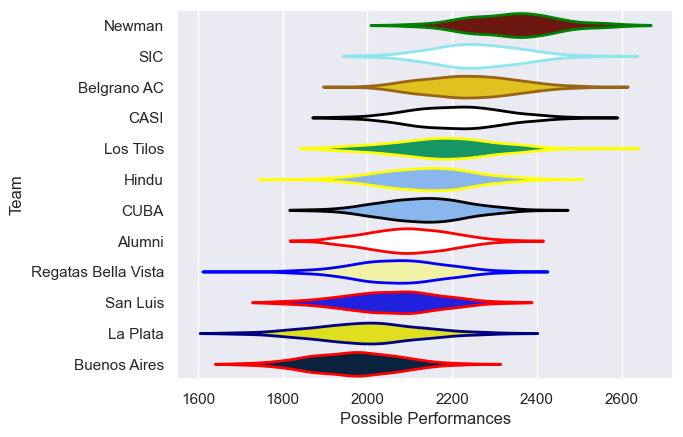 Newman
SIC
Belgrano AC
CASI
Los Tilos
Hindu
CUBA
Alumni
Regatas Bella Vista
San Luis
La Plata
Buenos Aires
Team
1600 1800 2000 2200 2400 2600
Possible Performances